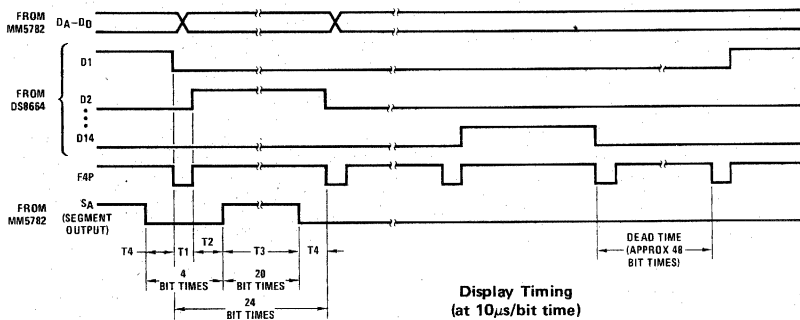 FROM
MM5782
DA–DD
D1
FROM
DS8664
D2
D14
F4P
FROM
MM5782
SA
(SEGMENT
OUTPUT)
T4
T1
T2
T3
T4
4
BIT TIMES
20
BIT TIMES
24
BIT TIMES
DEAD TIME
(APPROX 48
BIT TIMES)
Display Timing
(at 10μs/bit time)